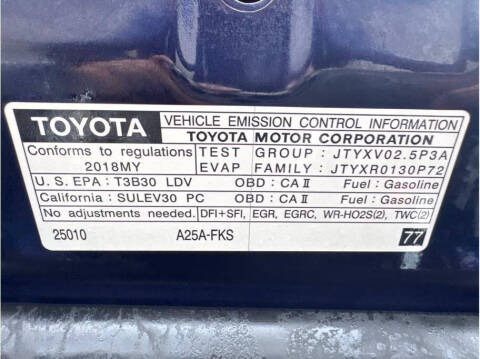 TOYOTA VEHICLE EMISSION CONTROL INFORMATION
TOYOTA MOTOR CORPORATION
Conforms to regulations TEST GROUP : JTYXV02.5P3A
2018MY EVAP FAMILY : JTYXR0130P72
U.S. EPA : T3B30 LDV OBD : CA II Fuel : Gasoline
California : SULEV30 PC OBD : CA II Fuel : Gasoline
No adjustments needed. DFI+SFI, EGR, EGRC, WR-HO2S(2), TWC(2)
25010 A25A-FKS 77